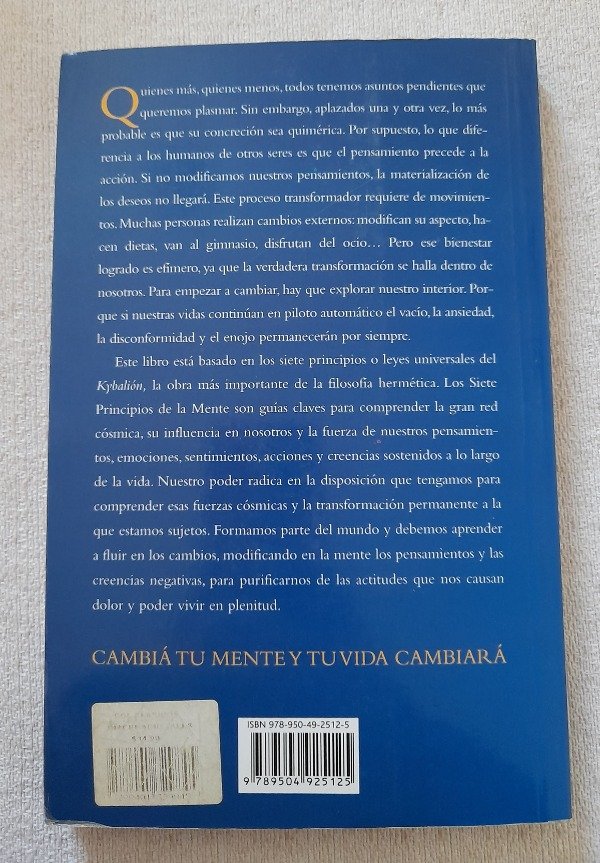 Quienes más, quienes menos, todos tenemos asuntos pendientes que
queremos plasmar. Sin embargo, aplazados una y otra vez, lo más
probable es que su concreción sea quimérica. Por supuesto, lo que dife-
rencia a los humanos de otros seres es que el pensamiento precede a la
acción. Si no modificamos nuestros pensamientos, la materialización de
los deseos no llegará. Este proceso transformador requiere de movimien-
tos. Muchas personas realizan cambios externos: modifican su aspecto, ha-
cen dietas, van al gimnasio, disfrutan del ocio... Pero ese bienestar
logrado es efímero, ya que la verdadera transformación se halla dentro de
nosotros. Para empezar a cambiar, hay que explorar nuestro interior. Por-
que si nuestras vidas continúan en piloto automático el vacío, la ansiedad,
la disconformidad y el enojo permanecerán por siempre.
Este libro está basado en los siete principios o leyes universales del
Kybalión, la obra más importante de la filosofía hermética. Los Siete
Principios de la Mente son guías claves para comprender la gran red
cósmica, su influencia en nosotros y la fuerza de nuestros pensamien-
tos, emociones, sentimientos, acciones y creencias sostenidos a lo largo
de la vida. Nuestro poder radica en la disposición que tengamos para
comprender esas fuerzas cósmicas y la transformación permanente a la
que estamos sujetos. Formamos parte del mundo y debemos aprender
a fluir en los cambios, modificando en la mente los pensamientos y las
creencias negativas, para purificarnos de las actitudes que nos causan
dolor y poder vivir en plenitud.
CAMBIÁ TU MENTE Y TU VIDA CAMBIARÁ
ISBN 978-950-49-2512-5
9 789504 925125